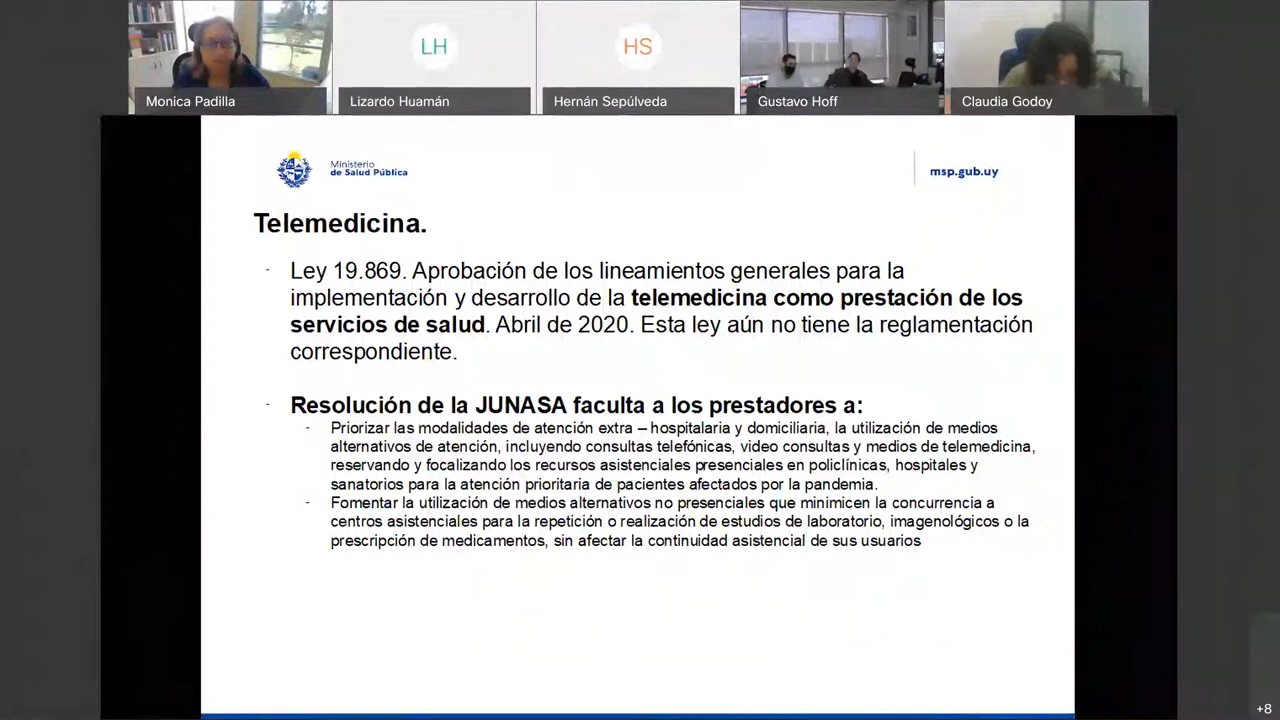 LH
HS
Monica Padilla
Lizardo Huamán
Hernán Sepúlveda
Gustavo Hoff
Claudia Godoy
Ministerio
de Salud Pública
msp.gub.uy
Telemedicina.
- Ley 19.869. Aprobación de los lineamientos generales para la
implementación y desarrollo de la telemedicina como prestación de los
servicios de salud. Abril de 2020. Esta ley aún no tiene la reglamentación
correspondiente.
- Resolución de la JUNASA faculta a los prestadores a:
- Priorizar las modalidades de atención extra – hospitalaria y domiciliaria, la utilización de medios
alternativos de atención, incluyendo consultas telefónicas, video consultas y medios de telemedicina,
reservando y focalizando los recursos asistenciales presenciales en policlínicas, hospitales y
sanatorios para la atención prioritaria de pacientes afectados por la pandemia.
- Fomentar la utilización de medios alternativos no presenciales que minimicen la concurrencia a
centros asistenciales para la repetición o realización de estudios de laboratorio, imagenológicos o la
prescripción de medicamentos, sin afectar la continuidad asistencial de sus usuarios
+8